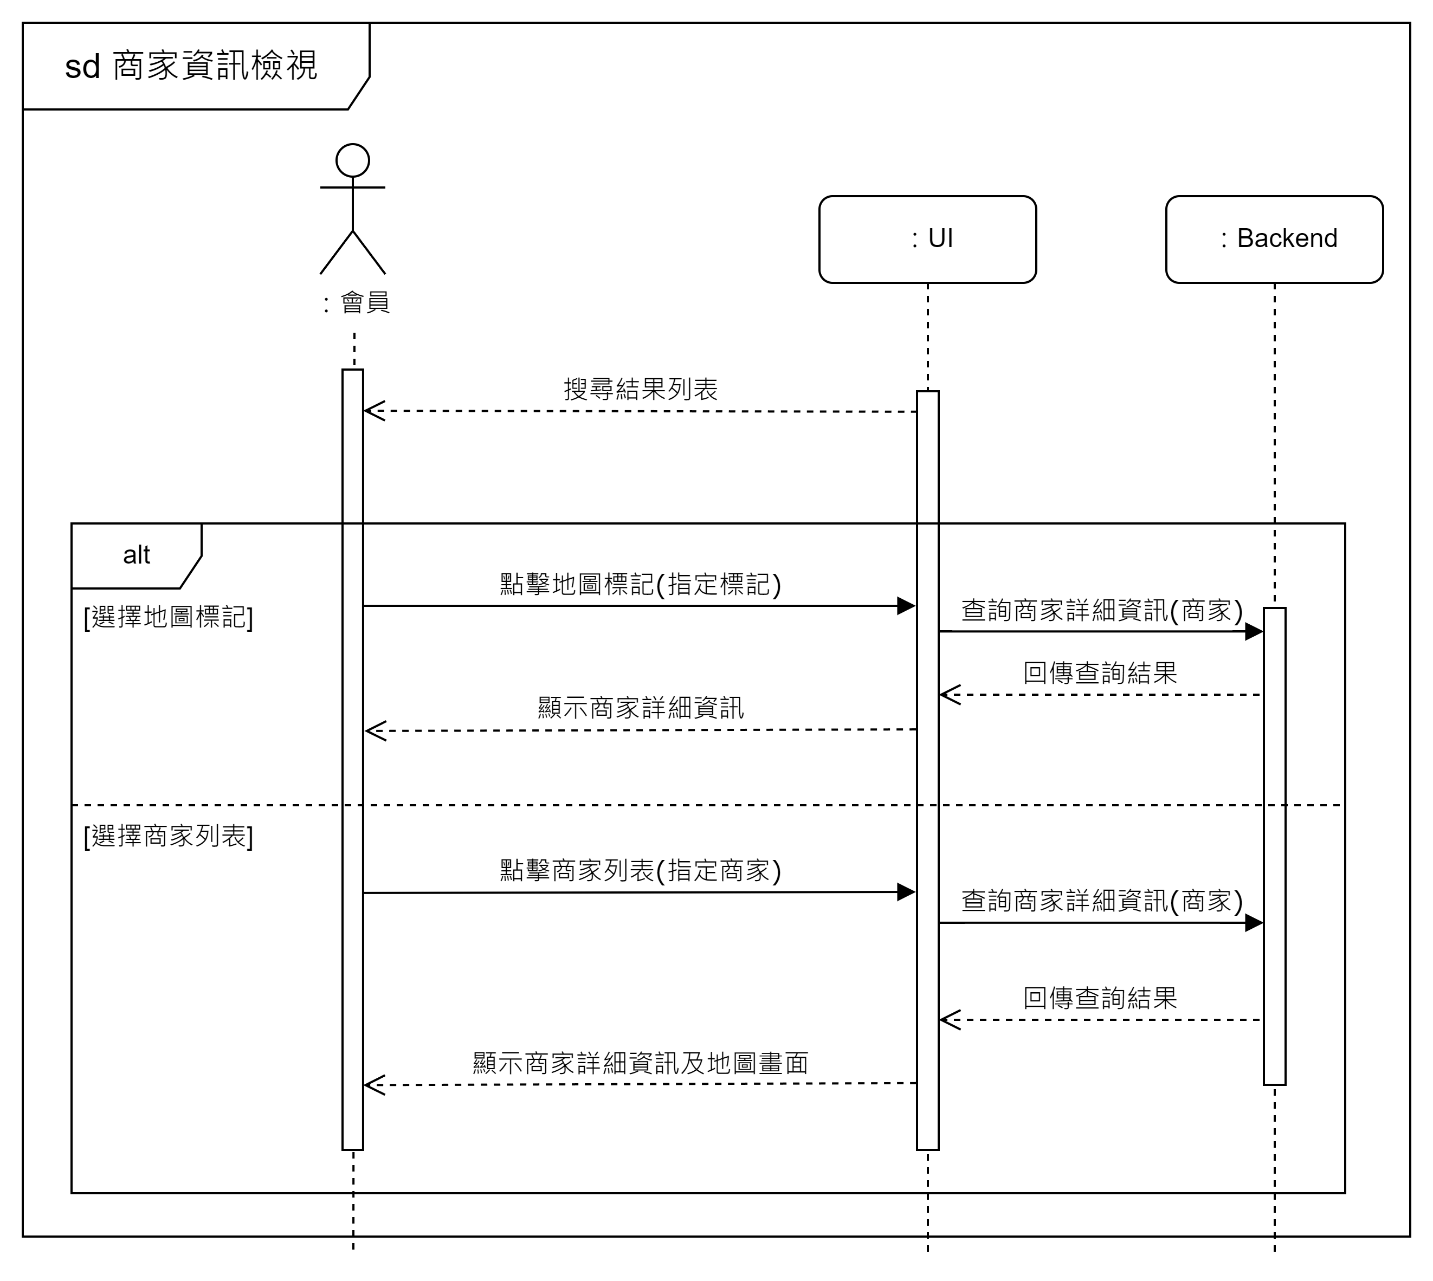 sd 商家資訊檢視
: 會員
: UI
: Backend
搜尋結果列表
alt
[選擇地圖標記]
點擊地圖標記(指定標記)
查詢商家詳細資訊(商家)
回傳查詢結果
顯示商家詳細資訊
[選擇商家列表]
點擊商家列表(指定商家)
查詢商家詳細資訊(商家)
回傳查詢結果
顯示商家詳細資訊及地圖畫面